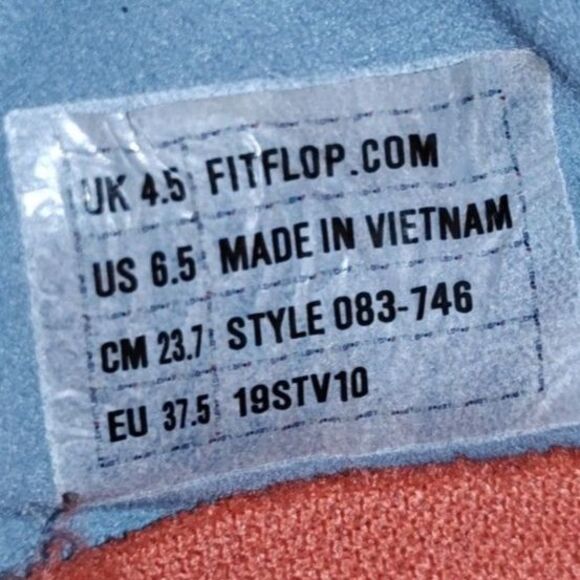 UK 4.5 FITFLOP.COM
US 6.5 MADE IN VIETNAM
CM 23.7 STYLE 083-746
EU 37.5 19STV10